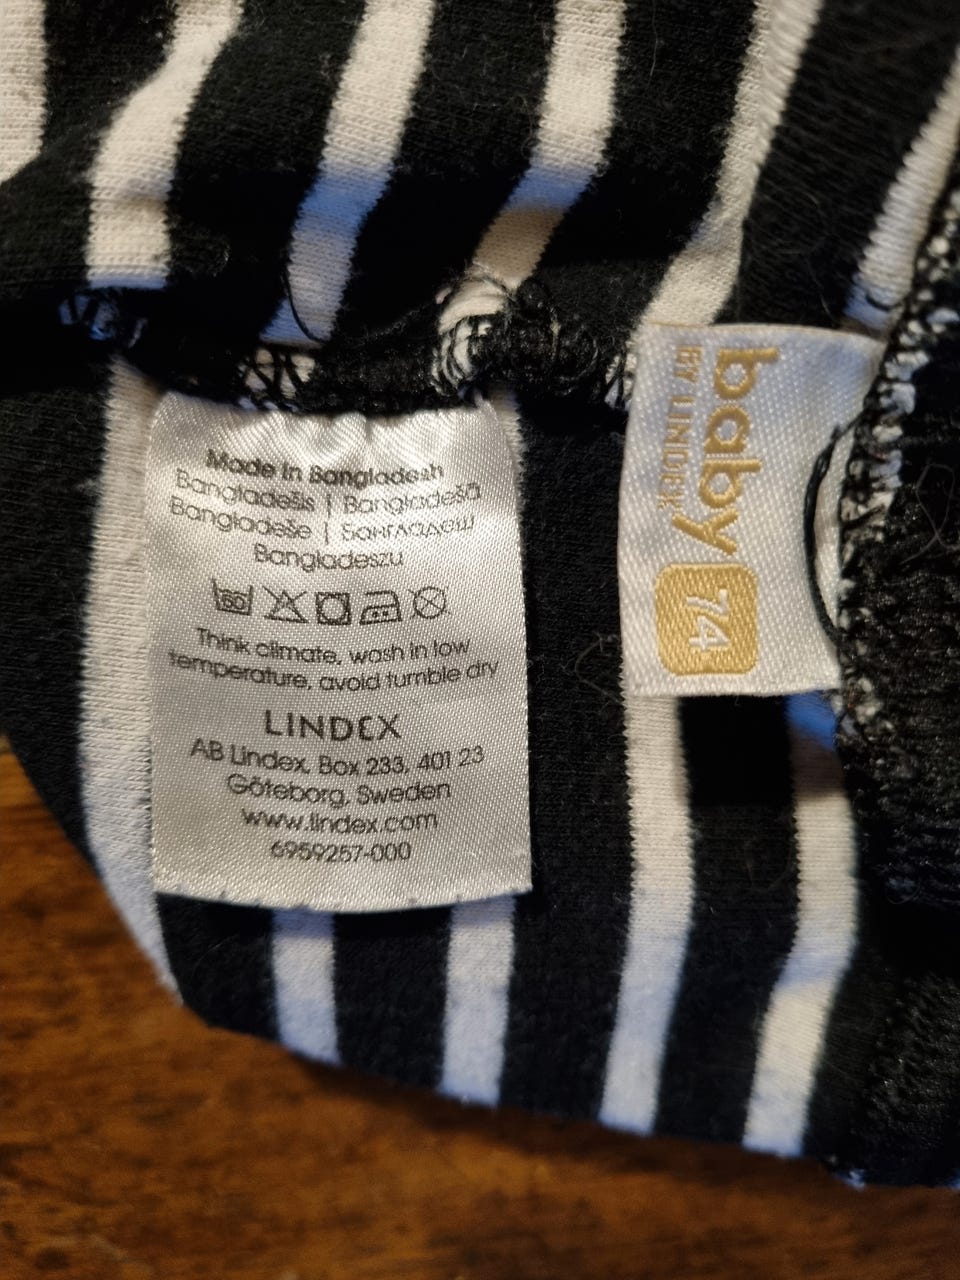 Made in Bangladesh
Bangladešis | Bangladešā
Bangladeše | Бангладеш
Bangladeszu
60
Think climate, wash in low
temperature, avoid tumble dry
LINDEX
AB Lindex, Box 233, 401 23
Göteborg, Sweden
www.lindex.com
6959257-000
baby
BY LINDEX
74